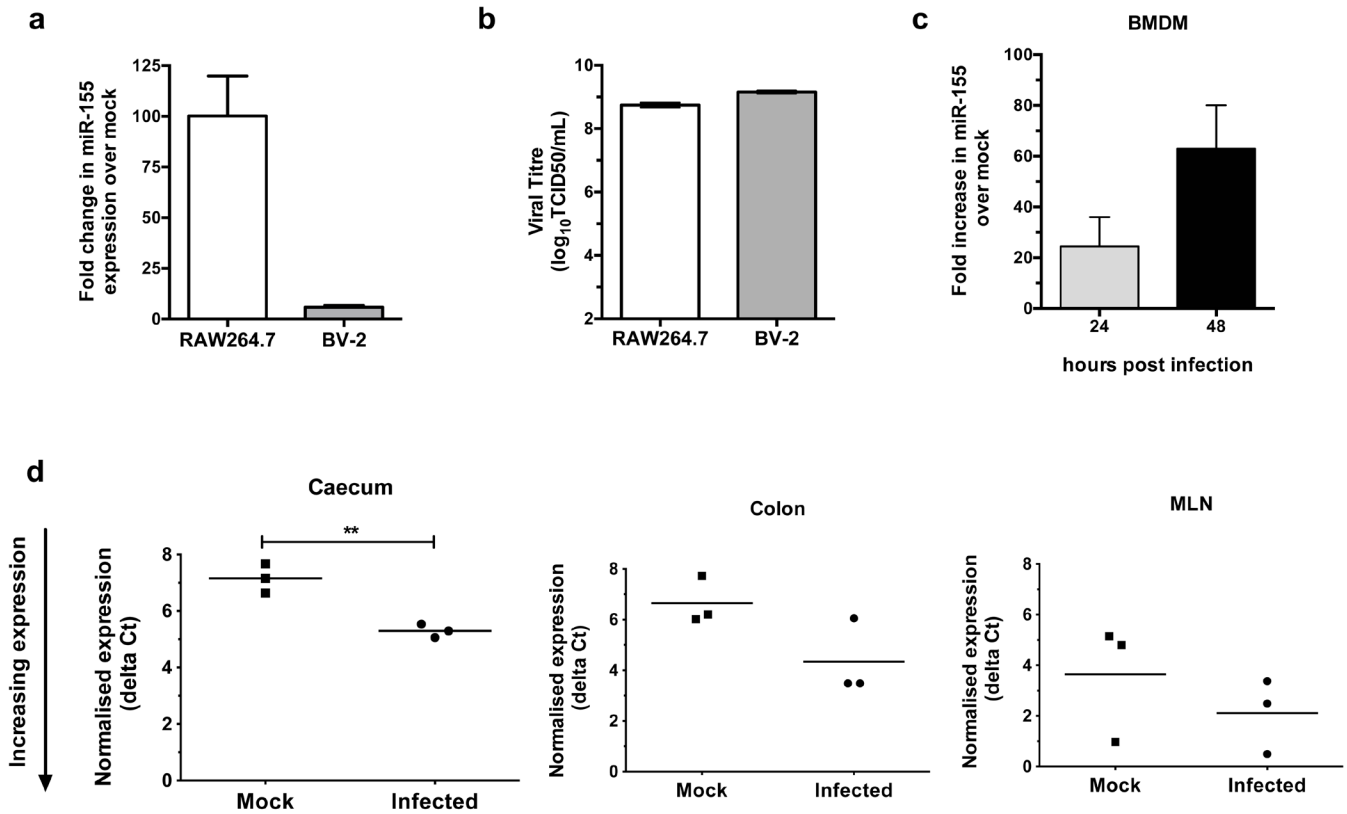 a
Fold change in miR-155
expression over mock
125
100
75
50
25
0
RAW264.7
BV-2
b
Viral Titre
(log10TCID50/mL)
10
8
6
4
2
RAW264.7
BV-2
c
BMDM
Fold increase in miR-155
over mock
100
80
60
40
20
0
24
48
hours post infection
d
Increasing expression
Caecum
**
Normalised expression
(delta Ct)
8
6
4
2
0
Mock
Infected
Colon
Normalised expression
(delta Ct)
8
6
4
2
0
Mock
Infected
MLN
Normalised expression
(delta Ct)
8
6
4
2
0
Mock
Infected